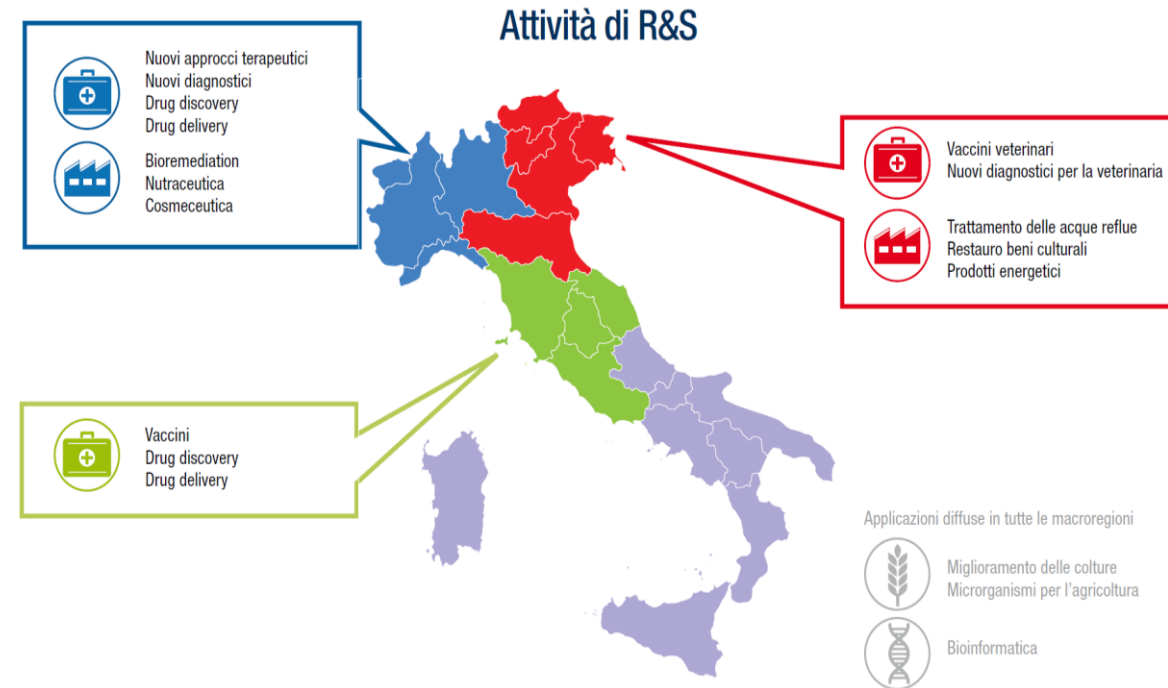 Attività di R&S
Nuovi approcci terapeutici
Nuovi diagnostici
Drug discovery
Drug delivery
Bioremediation
Nutraceutica
Cosmeceutica
Vaccini veterinari
Nuovi diagnostici per la veterinaria
Trattamento delle acque reflue
Restauro beni culturali
Prodotti energetici
Vaccini
Drug discovery
Drug delivery
Applicazioni diffuse in tutte le macroregioni
Miglioramento delle colture
Microrganismi per l'agricoltura
Bioinformatica